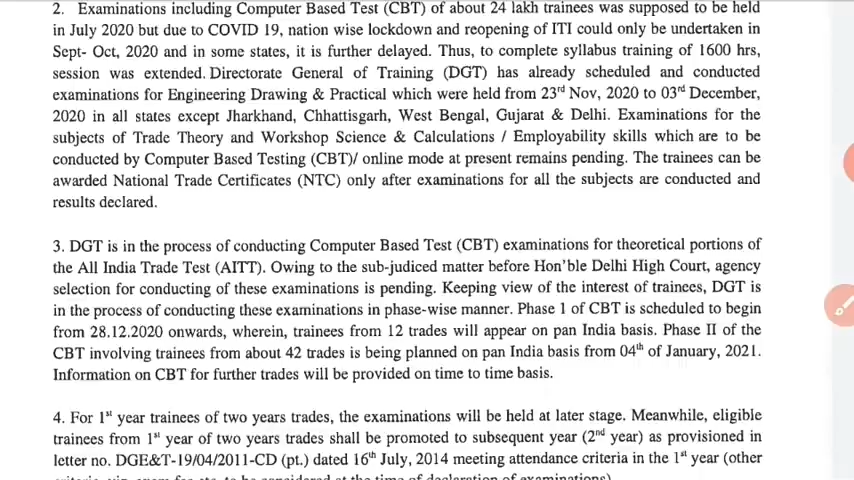 2. Examinations including Computer Based Test (CBT) of about 24 lakh trainees was supposed to be held
in July 2020 but due to COVID 19, nation wise lockdown and reopening of ITI could only be undertaken in
Sept- Oct, 2020 and in some states, it is further delayed. Thus, to complete syllabus training of 1600 hrs,
session was extended. Directorate General of Training (DGT) has already scheduled and conducted
examinations for Engineering Drawing & Practical which were held from 23rd Nov, 2020 to 03rd December,
2020 in all states except Jharkhand, Chhattisgarh, West Bengal, Gujarat & Delhi. Examinations for the
subjects of Trade Theory and Workshop Science & Calculations / Employability skills which are to be
conducted by Computer Based Testing (CBT)/ online mode at present remains pending. The trainees can be
awarded National Trade Certificates (NTC) only after examinations for all the subjects are conducted and
results declared.
3. DGT is in the process of conducting Computer Based Test (CBT) examinations for theoretical portions of
the All India Trade Test (AITT). Owing to the sub-judiced matter before Hon'ble Delhi High Court, agency
selection for conducting of these examinations is pending. Keeping view of the interest of trainees, DGT is
in the process of conducting these examinations in phase-wise manner. Phase 1 of CBT is scheduled to begin
from 28.12.2020 onwards, wherein, trainees from 12 trades will appear on pan India basis. Phase II of the
CBT involving trainees from about 42 trades is being planned on pan India basis from 04th of January, 2021.
Information on CBT for further trades will be provided on time to time basis.
4. For 1st year trainees of two years trades, the examinations will be held at later stage. Meanwhile, eligible
trainees from 1st year of two years trades shall be promoted to subsequent year (2nd year) as provisioned in
letter no. DGE&T-19/04/2011-CD (pt.) dated 16th July, 2014 meeting attendance criteria in the 1st year (other
to be considered at the time of declaration of examinations)